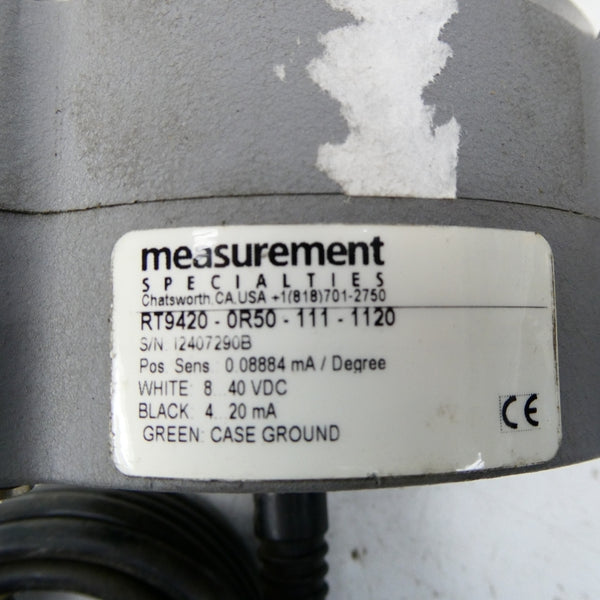 measurement
SPECIALTIES
Chatsworth, CA.USA +1(818)701-2750
RT9420 - 0R50 - 111 - 1120
S/N I2407290B
Pos. Sens.: 0.08884 mA / Degree
WHITE: 8...40 VDC
BLACK: 4...20 mA
GREEN: CASE GROUND
CE